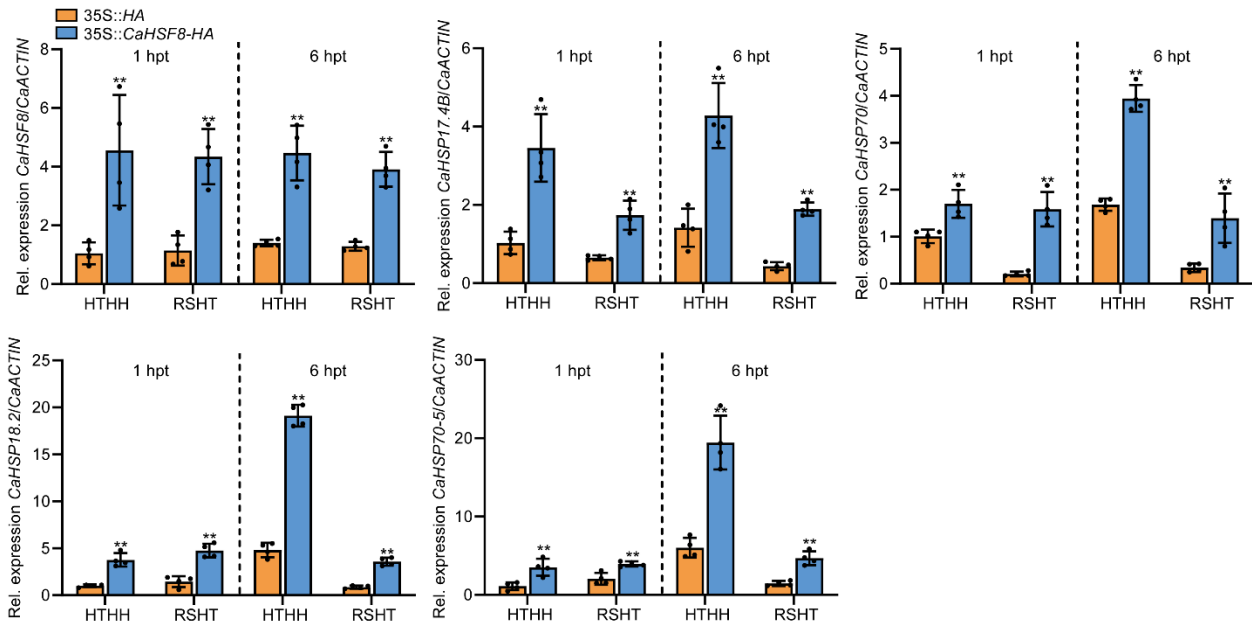 35S::HA
35S::CaHSF8-HA
Rel. expression CaHSF8/CaACTIN
8
6
4
2
0
1 hpt
6 hpt
**
**
**
**
HTHH
RSHT
HTHH
RSHT
Rel. expression CaHSP17.4B/CaACTIN
6
4
2
0
1 hpt
6 hpt
**
**
**
**
HTHH
RSHT
HTHH
RSHT
Rel. expression CaHSP70/CaACTIN
5
4
3
2
1
0
1 hpt
6 hpt
**
**
**
**
HTHH
RSHT
HTHH
RSHT
Rel. expression CaHSP18.2/CaACTIN
25
20
15
10
5
0
1 hpt
6 hpt
**
**
**
**
HTHH
RSHT
HTHH
RSHT
Rel. expression CaHSP70-5/CaACTIN
30
20
10
0
1 hpt
6 hpt
**
**
**
**
HTHH
RSHT
HTHH
RSHT